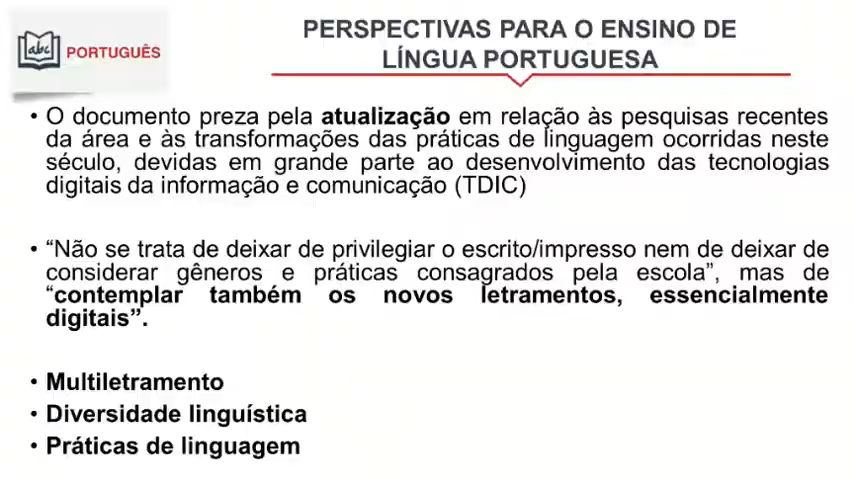 abc
PORTUGUÊS
PERSPECTIVAS PARA O ENSINO DE
LÍNGUA PORTUGUESA
• O documento preza pela atualização em relação às pesquisas recentes
da área e às transformações das práticas de linguagem ocorridas neste
século, devidas em grande parte ao desenvolvimento das tecnologias
digitais da informação e comunicação (TDIC)
• “Não se trata de deixar de privilegiar o escrito/impresso nem de deixar de
considerar gêneros e práticas consagrados pela escola”, mas de
“contemplar também os novos letramentos, essencialmente
digitais”.
• Multiletramento
• Diversidade linguística
• Práticas de linguagem